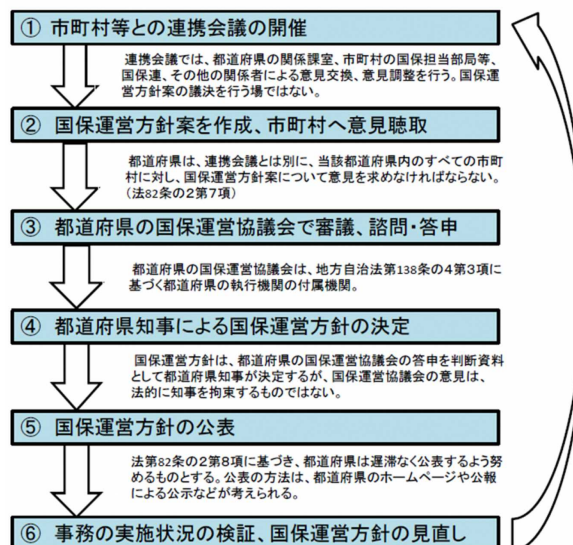 ① 市町村等との連携会議の開催
連携会議では、都道府県の関係課室、市町村の国保担当部局等、
国保連、その他の関係者による意見交換、意見調整を行う。国保運
営方針案の議決を行う場ではない。
② 国保運営方針案を作成、市町村へ意見聴取
都道府県は、連携会議とは別に、当該都道府県内のすべての市町
村に対し、国保運営方針案について意見を求めなければならない。
（法82条の2第7項）
③ 都道府県の国保運営協議会で審議、諮問・答申
都道府県の国保運営協議会は、地方自治法第138条の4第3項に
基づく都道府県の執行機関の付属機関。
④ 都道府県知事による国保運営方針の決定
国保運営方針は、都道府県の国保運営協議会の答申を判断資料
として都道府県知事が決定するが、国保運営協議会の意見は、
法的に知事を拘束するものではない。
⑤ 国保運営方針の公表
法第82条の2第8項に基づき、都道府県は遅滞なく公表するよう努
めるものとする。公表の方法は、都道府県のホームページや公報
による公示などが考えられる。
⑥ 事務の実施状況の検証、国保運営方針の見直し